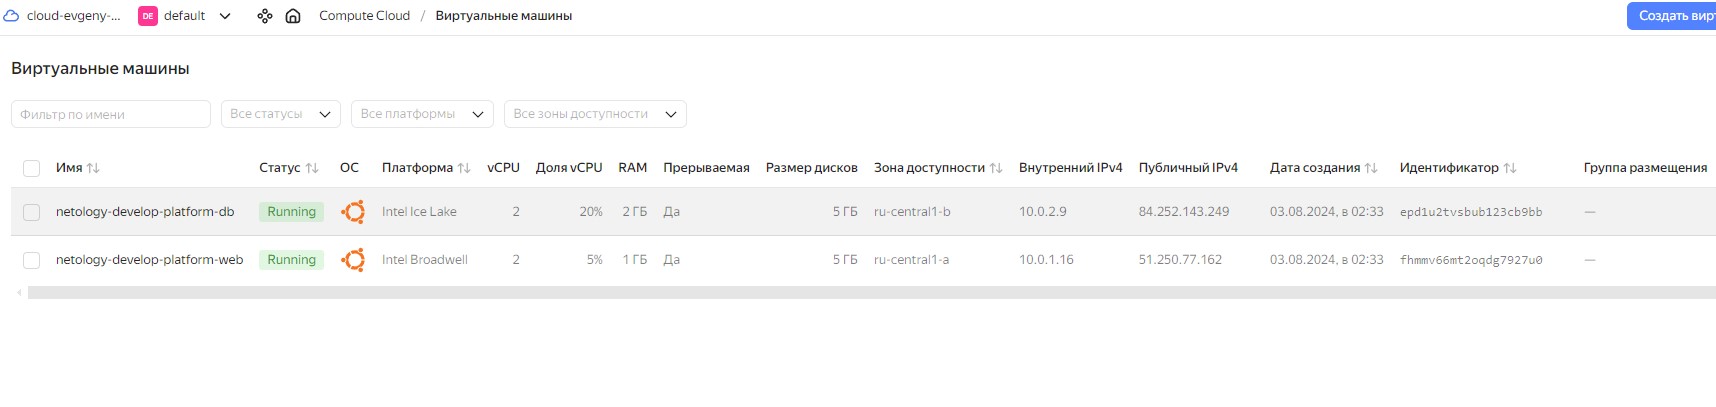 cloud-evgeny-... DE default Compute Cloud / Виртуальные машины
Виртуальные машины
Фильтр по имени Все статусы Все платформы Все зоны доступности
Имя Статус ОС Платформа vCPU Доля vCPU RAM Прерываемая Размер дисков Зона доступности Внутренний IPv4 Публичный IPv4 Дата создания Идентификатор Группа размещения
netology-develop-platform-db Running Intel Ice Lake 2 20% 2 ГБ Да 5 ГБ ru-central1-b 10.0.2.9 84.252.143.249 03.08.2024, в 02:33 epd1u2tvsbub123cb9bb —
netology-develop-platform-web Running Intel Broadwell 2 5% 1 ГБ Да 5 ГБ ru-central1-a 10.0.1.16 51.250.77.162 03.08.2024, в 02:33 fhmmv66mt2oqdg7927u0 —
Создать вирт